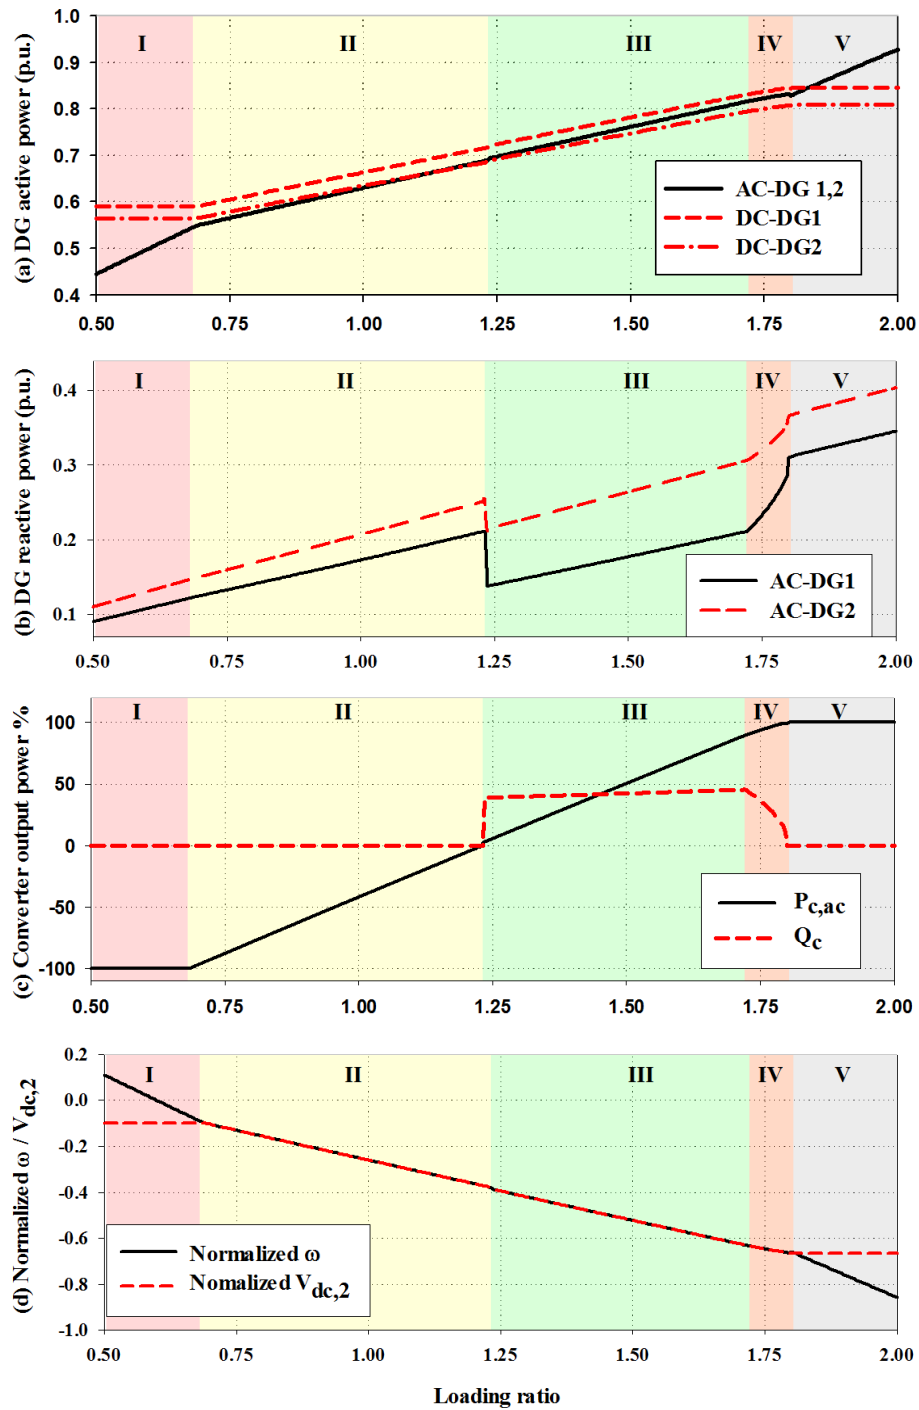 (a) DG active power (p.u.)
1.0
0.9
0.8
0.7
0.6
0.5
0.4
I II III IV V
AC-DG 1,2
DC-DG1
DC-DG2
0.50 0.75 1.00 1.25 1.50 1.75 2.00
(b) DG reactive power (p.u.)
0.4
0.3
0.2
0.1
I II III IV V
AC-DG1
AC-DG2
0.50 0.75 1.00 1.25 1.50 1.75 2.00
(c) Converter output power %
100
50
0
-50
-100
I II III IV V
Pc,ac
Qc
0.50 0.75 1.00 1.25 1.50 1.75 2.00
(d) Normalized ω / Vdc,2
0.2
0.0
-0.2
-0.4
-0.6
-0.8
-1.0
I II III IV V
Normalized ω
Nomalized Vdc,2
0.50 0.75 1.00 1.25 1.50 1.75 2.00
Loading ratio